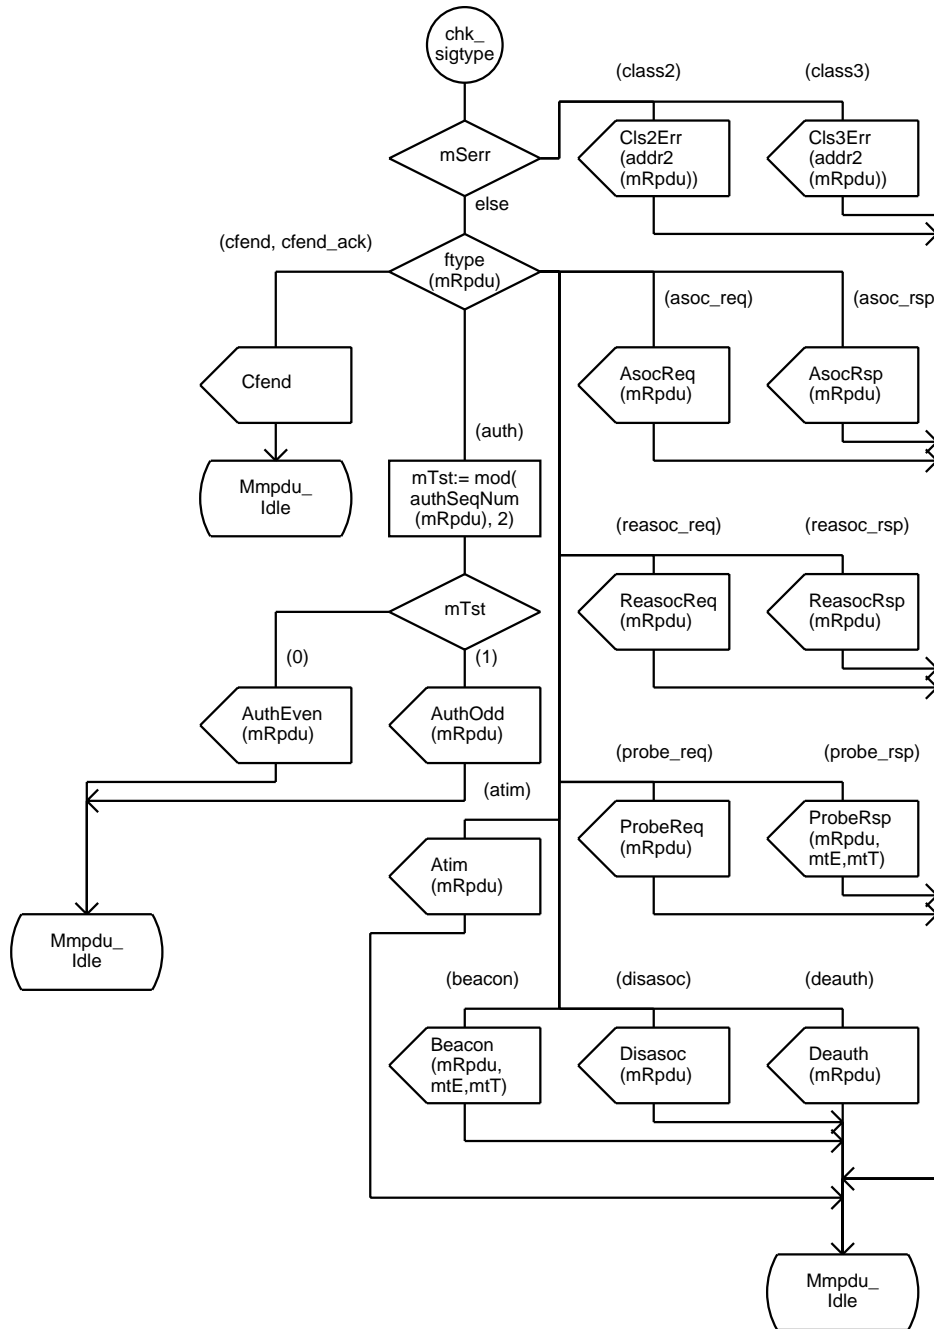 chk_
sigtype
(class2)
(class3)
mSerr
Cls2Err
(addr2
(mRpdu))
Cls3Err
(addr2
(mRpdu))
else
(cfend, cfend_ack)
ftype
(mRpdu)
(asoc_req)
(asoc_rsp
Cfend
AsocReq
(mRpdu)
AsocRsp
(mRpdu)
(auth)
Mmpdu_
Idle
mTst:= mod(
authSeqNum
(mRpdu), 2)
(reasoc_req)
(reasoc_rsp)
mTst
ReasocReq
(mRpdu)
ReasocRsp
(mRpdu)
(0)
(1)
AuthEven
(mRpdu)
AuthOdd
(mRpdu)
(probe_req)
(probe_rsp)
(atim)
ProbeReq
(mRpdu)
ProbeRsp
(mRpdu,
mtE,mtT)
Atim
(mRpdu)
Mmpdu_
Idle
(beacon)
(disasoc)
(deauth)
Beacon
(mRpdu,
mtE,mtT)
Disasoc
(mRpdu)
Deauth
(mRpdu)
Mmpdu_
Idle